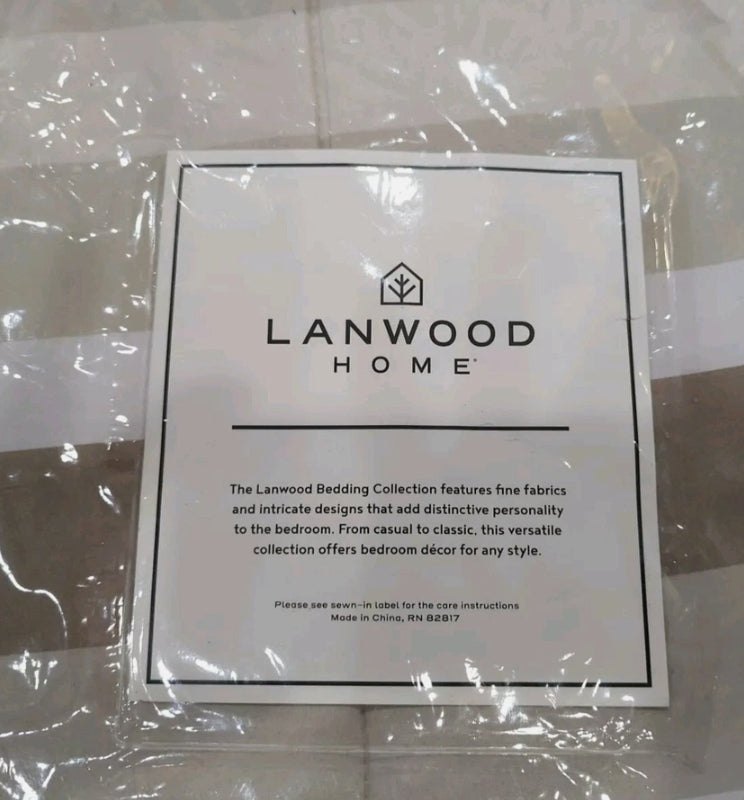 LANWOOD
HOME
The Lanwood Bedding Collection features fine fabrics
and intricate designs that add distinctive personality
to the bedroom. From casual to classic, this versatile
collection offers bedroom décor for any style.
Please see sewn-in label for the care instructions
Made in China, RN 82817